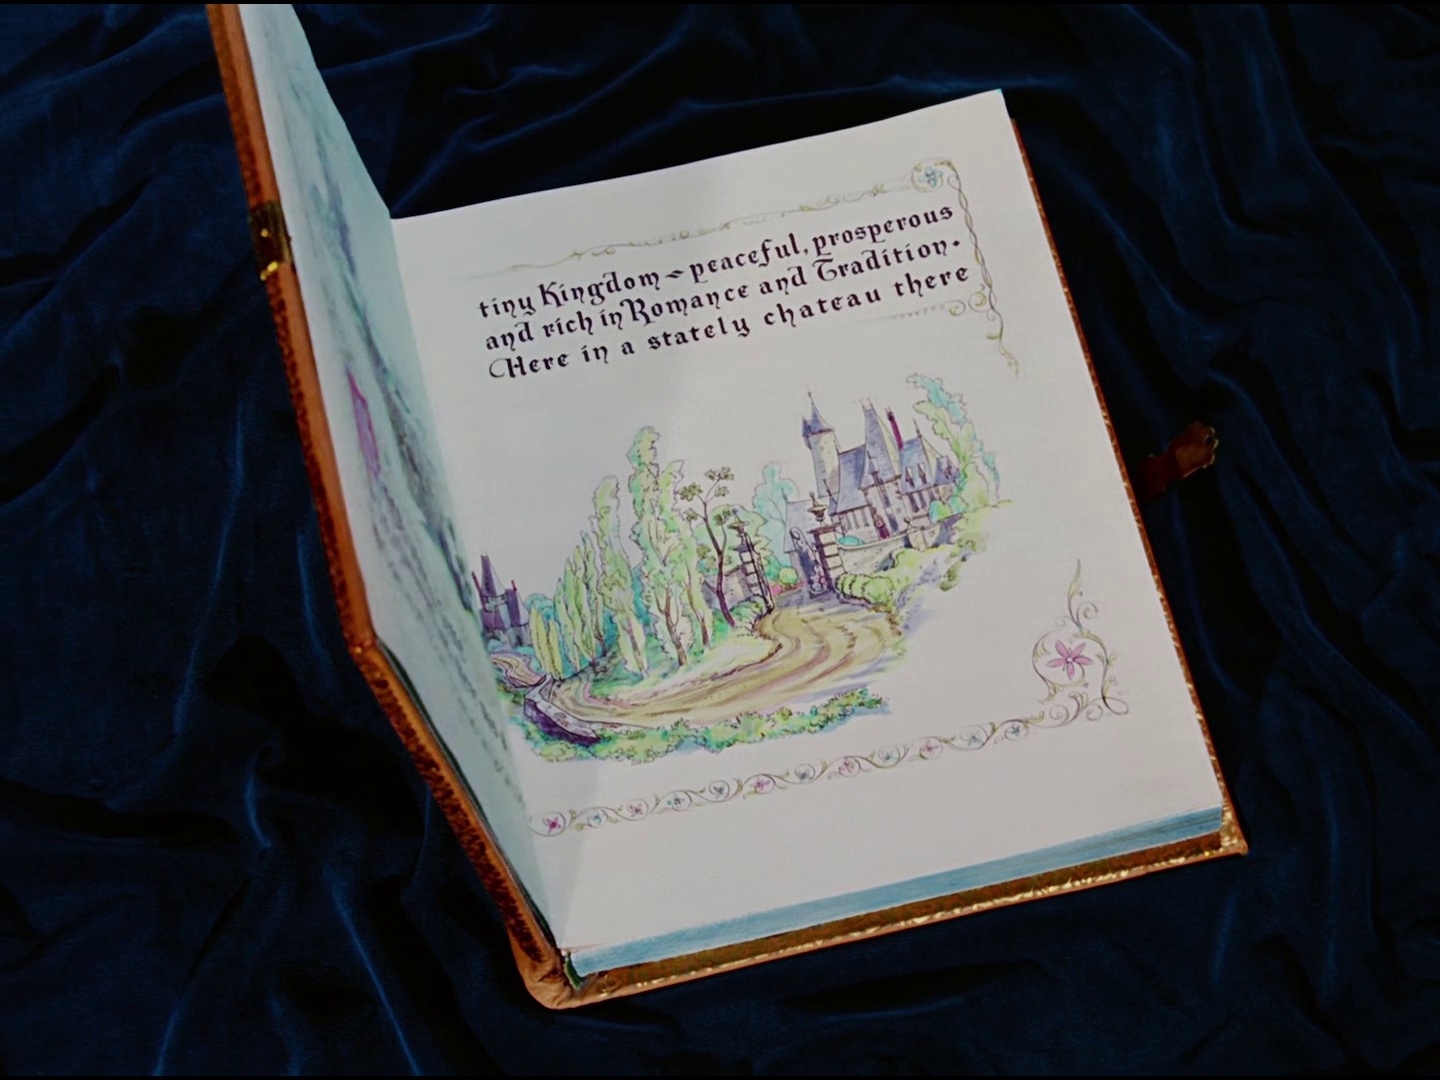 tiny Kingdom - peaceful, prosperous
and rich in Romance and Tradition.
Here in a stately chateau there